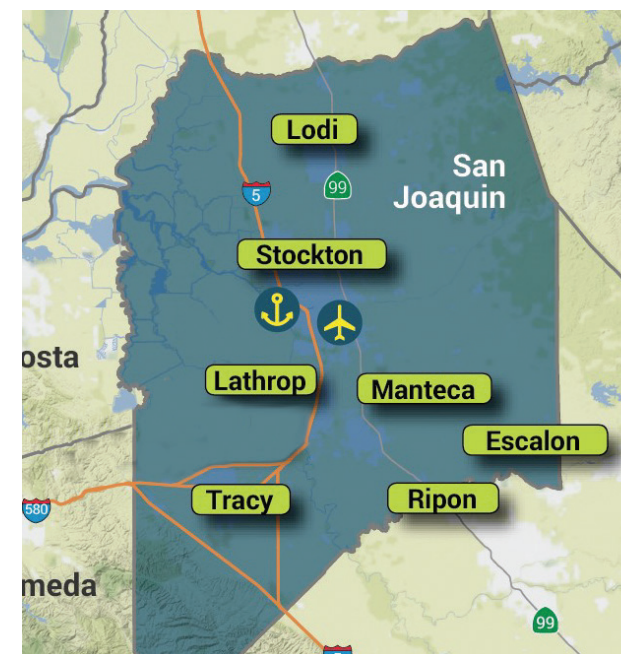 Lodi
San
Joaquin
5
99
Stockton
osta
Lathrop
Manteca
Escalon
Tracy
Ripon
580
meda
99